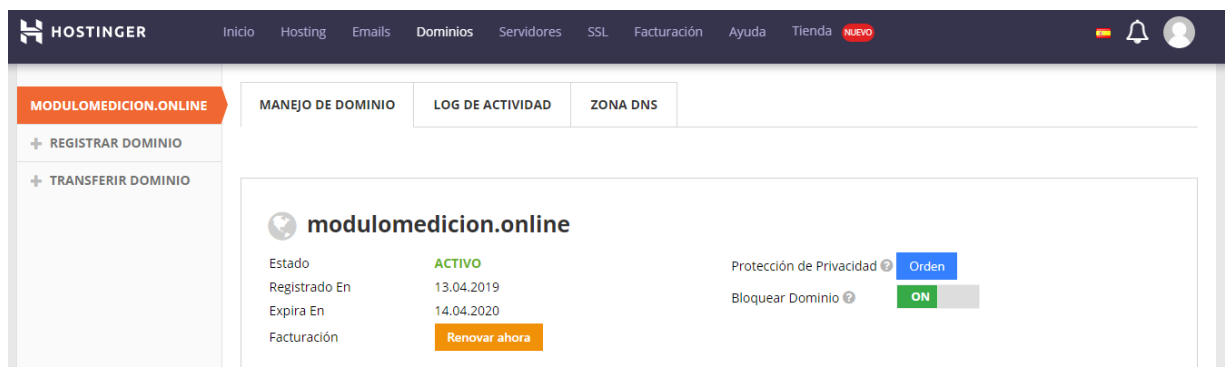 HOSTINGER Inicio Hosting Emails Dominios Servidores SSL Facturación Ayuda Tienda NUEVO
MODULOMEDICION.ONLINE
REGISTRAR DOMINIO
TRANSFERIR DOMINIO
MANEJO DE DOMINIO LOG DE ACTIVIDAD ZONA DNS
modulomedicion.online
Estado ACTIVO
Registrado En 13.04.2019
Expira En 14.04.2020
Facturación Renovar ahora
Protección de Privacidad ? Orden
Bloquear Dominio ? ON